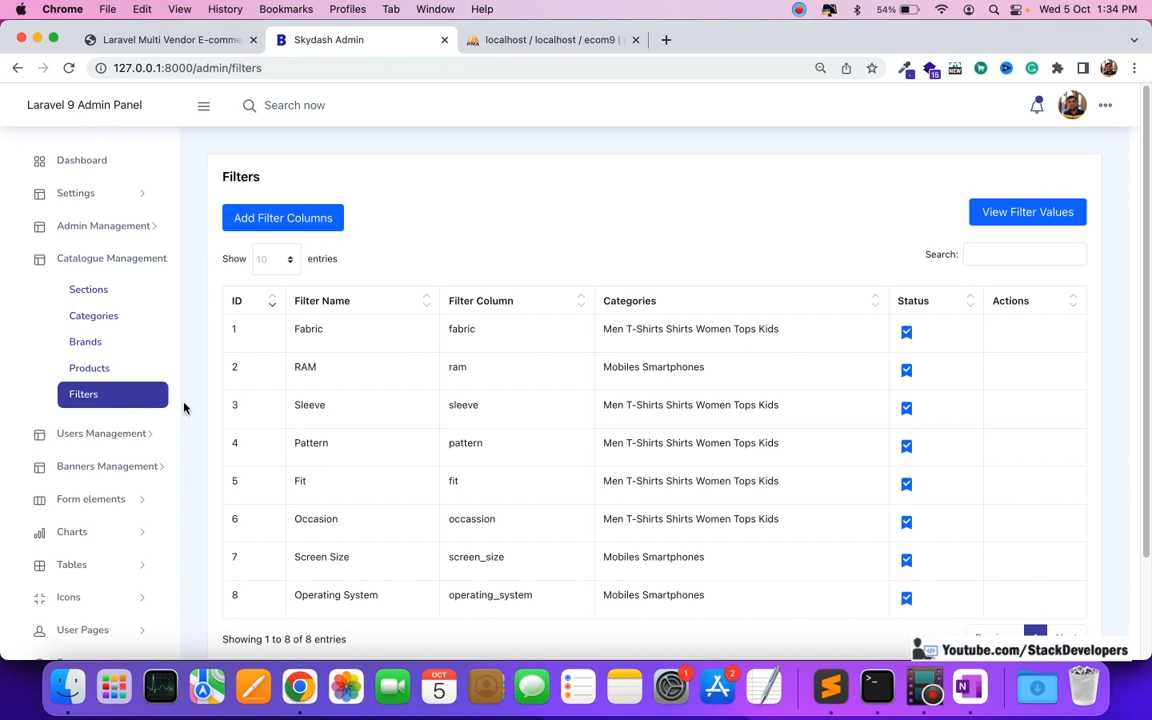 Chrome File Edit View History Bookmarks Profiles Tab Window Help 54% Wed 5 Oct 1:34 PM
Laravel Multi Vendor E-comme Skydash Admin localhost / localhost / ecom9 |
127.0.0.1:8000/admin/filters 15 NEW
Laravel 9 Admin Panel Search now
Dashboard
Settings
Admin Management
Catalogue Management
Sections
Categories
Brands
Products
Filters
Users Management
Banners Management
Form elements
Charts
Tables
Icons
User Pages
Filters
Add Filter Columns View Filter Values
Show 10 entries Search:
ID Filter Name Filter Column Categories Status Actions
1 Fabric fabric Men T-Shirts Shirts Women Tops Kids
2 RAM ram Mobiles Smartphones
3 Sleeve sleeve Men T-Shirts Shirts Women Tops Kids
4 Pattern pattern Men T-Shirts Shirts Women Tops Kids
5 Fit fit Men T-Shirts Shirts Women Tops Kids
6 Occasion occassion Men T-Shirts Shirts Women Tops Kids
7 Screen Size screen_size Mobiles Smartphones
8 Operating System operating_system Mobiles Smartphones
Showing 1 to 8 of 8 entries
Youtube.com/StackDevelopers
OCT
5
1
2